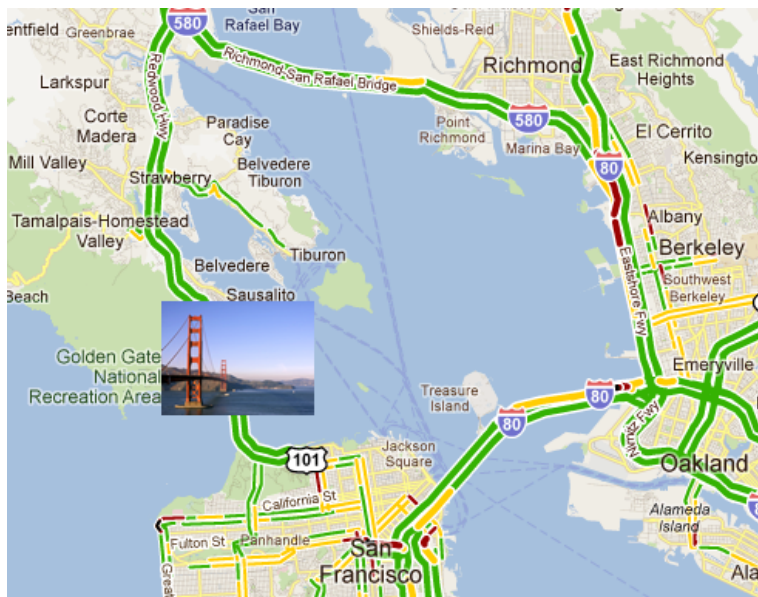 entfield
Greenbrae
San
Rafael Bay
580
Shields-Reid
Richmond San Rafael Bridge
Richmond
East Richmond
Heights
Larkspur
Redwood Hwy
Corte
Madera
Paradise
Cay
Point
Richmond
580
El Cerrito
Marina Bay
Mill Valley
Strawberry
Belvedere
Tiburon
80
Kensington
Tamalpais-Homestead
Valley
Tiburon
Albany
Belvedere
Eastshore Fwy
Berkeley
Beach
Sausalito
Southwest
Berkeley
Golden Gate
National
Recreation Area
Emeryville
Treasure
Island
80
80
Nimitz Fwy
101
Jackson
Square
Oakland
California St
Alameda
Island
Fulton St
Panhandle
San
Francisco
Great
Ala